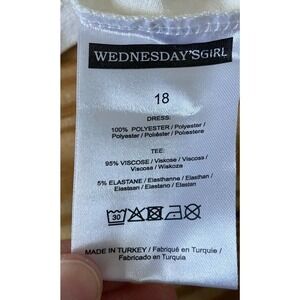 WEDNESDAY'SGIRL
18
DRESS:
100% POLYESTER / Polyester /
Polyester / Poliéster / Poliestere
TEE:
95% VISCOSE / Viskose / Viscose /
Viscosa / Wiskoza
5% ELASTANE / Elasthanne / Elasthan /
Elastaan / Elastano / Elastan
30
MADE IN TURKEY / Fabriqué en Turquie /
Fabricado en Turquia